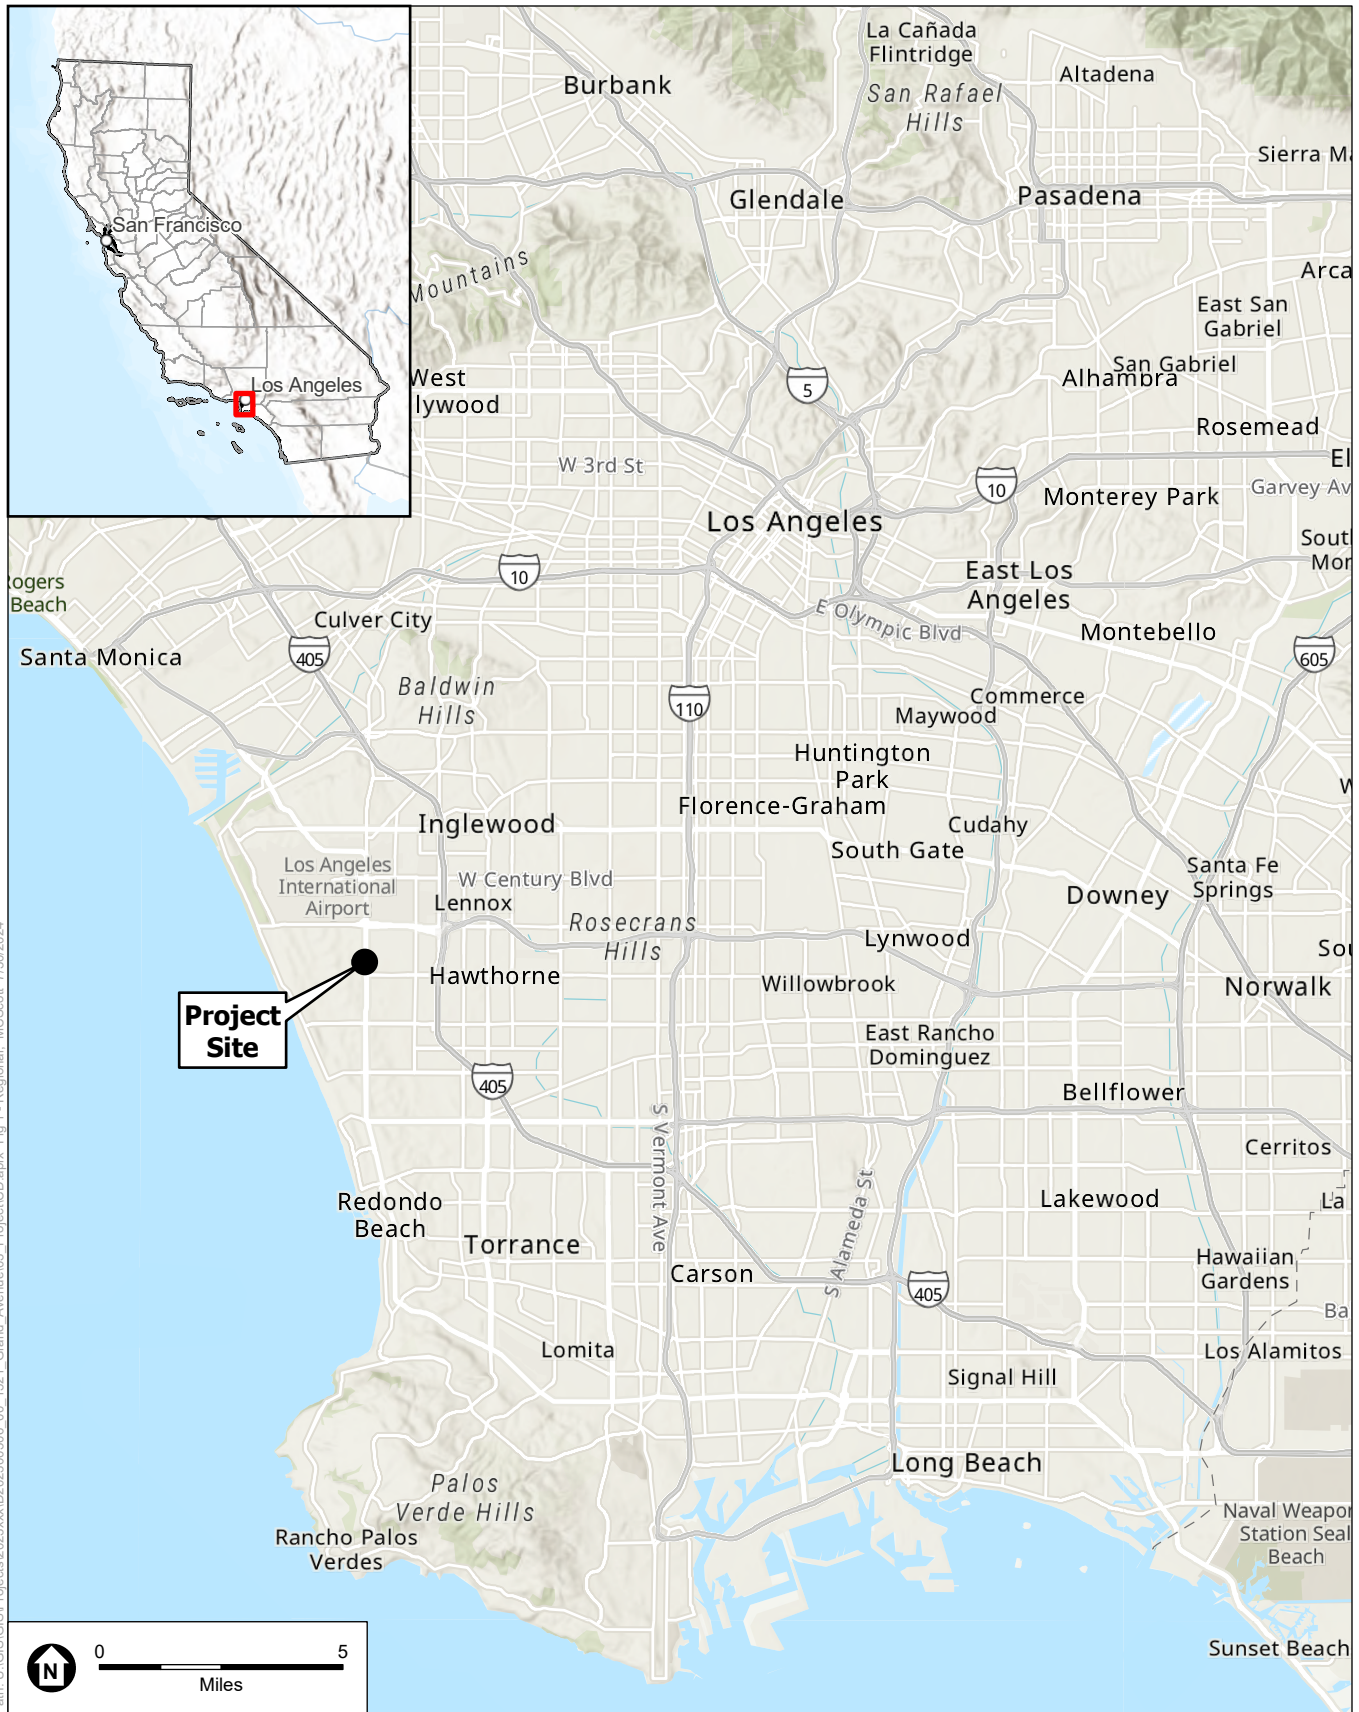 La Cañada
Flintridge
Altadena
Burbank
San Rafael
Hills
Sierra Ma
Glendale
Pasadena
San Francisco
Mountains
Arca
East San
Gabriel
San Gabriel
Alhambra
Los Angeles
West
lywood
5
Rosemead
W 3rd St
El
10
Monterey Park
Garvey Av
Los Angeles
10
East Los
Angeles
Rogers
Beach
Culver City
E Olympic Blvd
Montebello
Santa Monica
405
605
Baldwin
Hills
110
Commerce
Maywood
Huntington
Park
Florence-Graham
Inglewood
Cudahy
South Gate
Los Angeles
International
Airport
W Century Blvd
Lennox
Santa Fe
Springs
Downey
Rosecrans
Hills
Lynwood
Hawthorne
Willowbrook
Norwalk
Project
Site
East Rancho
Dominguez
405
Bellflower
S Vermont Ave
Cerritos
Redondo
Beach
S Alameda St
Lakewood
La
Torrance
Carson
Hawaiian
Gardens
405
Ba
Lomita
Los Alamitos
Signal Hill
Long Beach
Palos
Verde Hills
Rancho Palos
Verdes
Naval Weapon
Station Seal
Beach
Sunset Beach
N
0
5
Miles